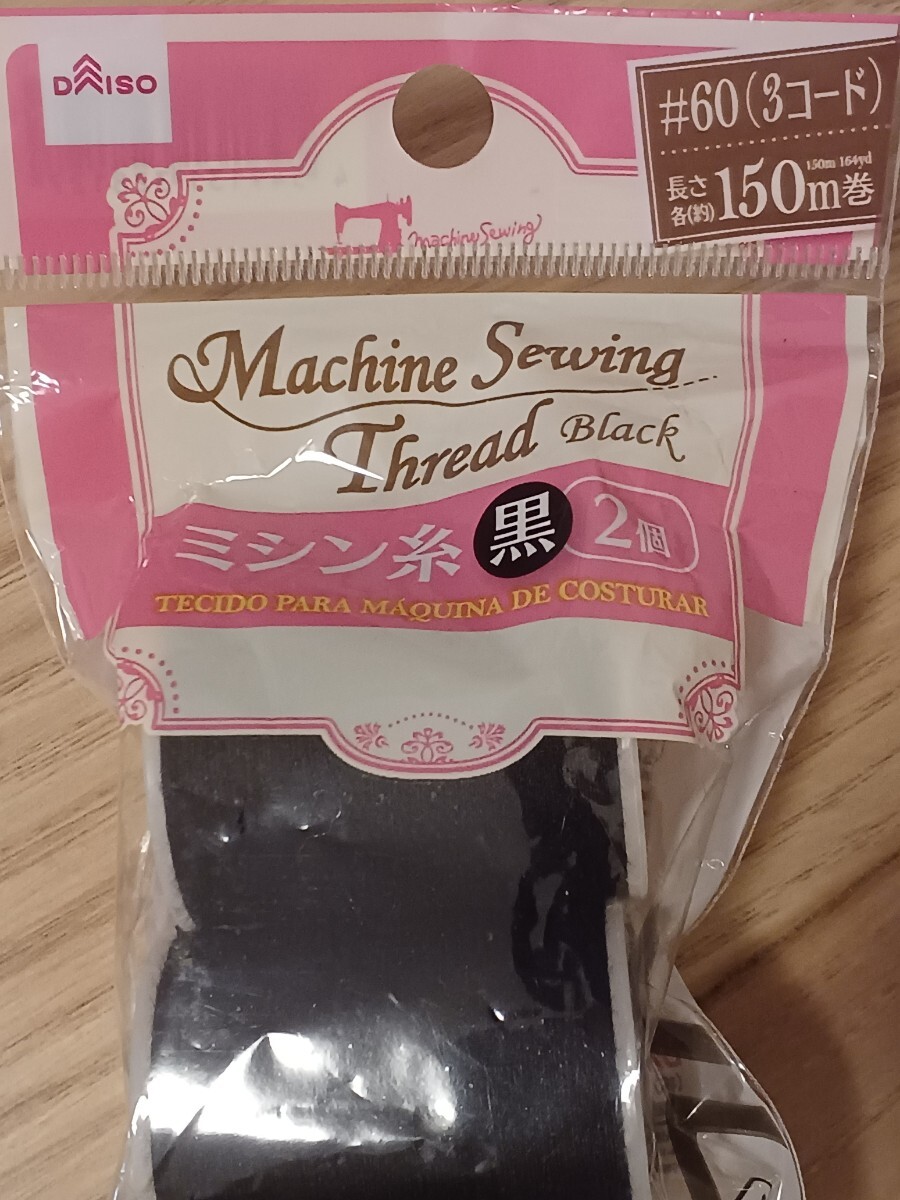 DAISO
#60(3コード)
150m 164yd
長さ
各(約)150m巻
Machine Sewing
Machine Sewing
Thread Black
ミシン糸 黒 2個
TECIDO PARA MÁQUINA DE COSTURAR